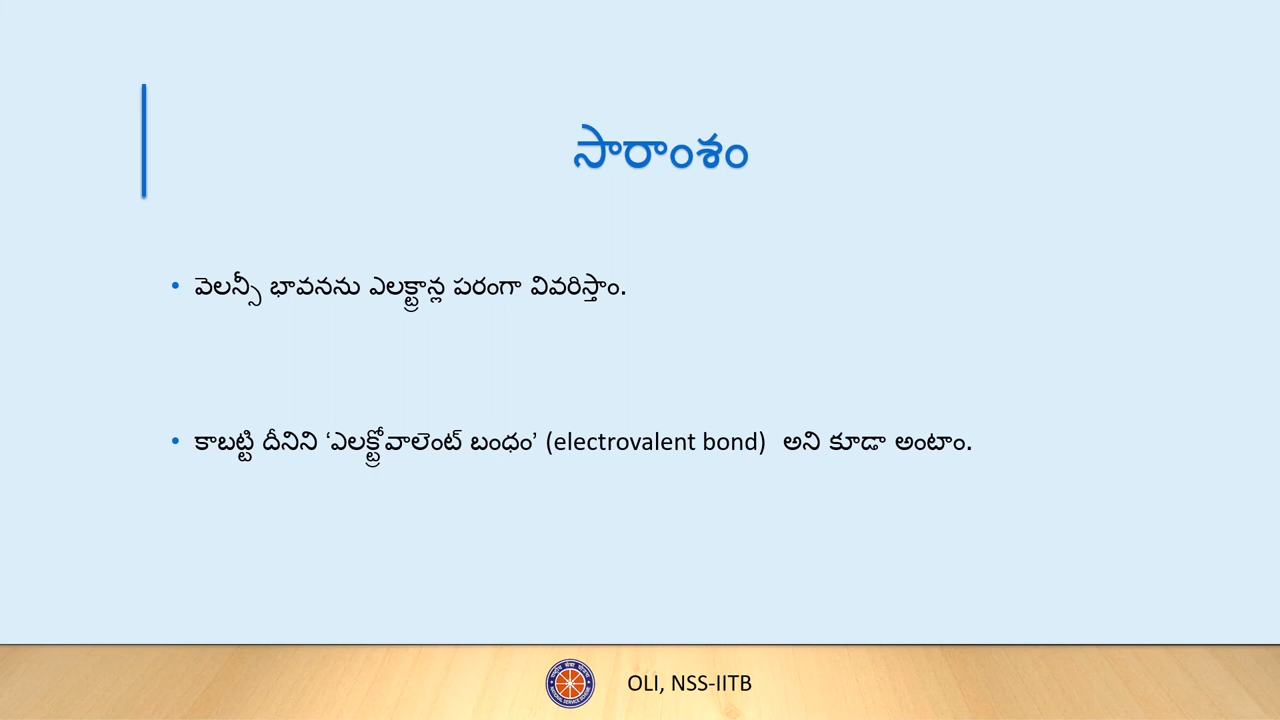 సారాంశం
• వెలన్సీ భావనను ఎలక్ట్రాన్ల పరంగా వివరిస్తాం.
• కాబట్టి దీనిని ‘ఎలక్ట్రోవాలెంట్ బంధం’ (electrovalent bond) అని కూడా అంటాం.
OLI, NSS-IITB